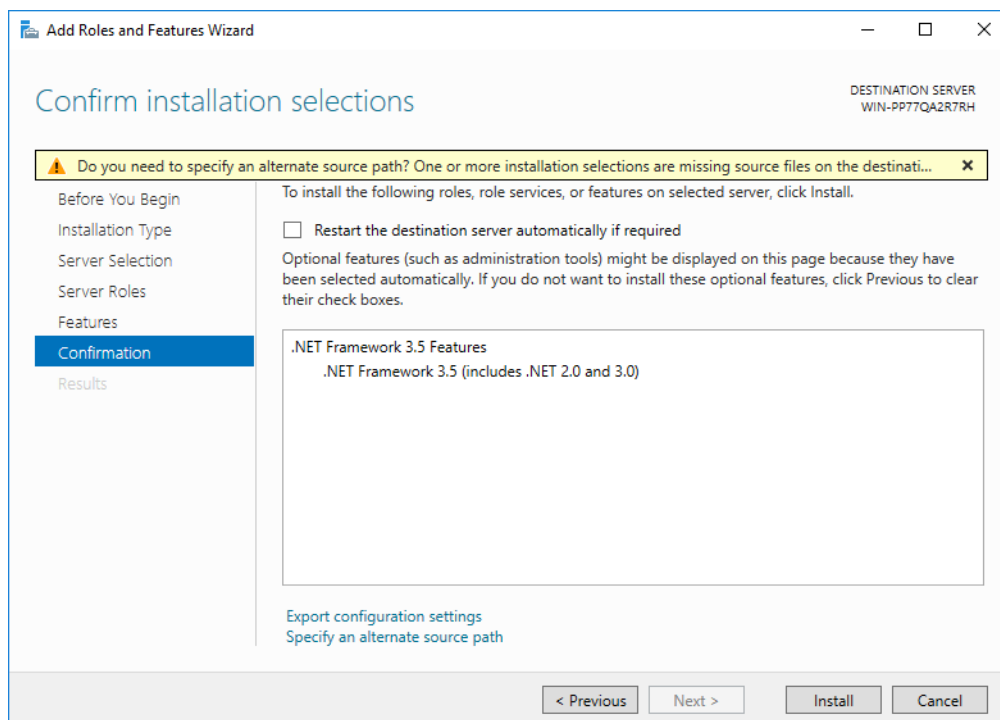 Add Roles and Features Wizard
Confirm installation selections
DESTINATION SERVER
WIN-PP77QA2R7RH
Do you need to specify an alternate source path? One or more installation selections are missing source files on the destinati...
Before You Begin
Installation Type
Server Selection
Server Roles
Features
Confirmation
Results
To install the following roles, role services, or features on selected server, click Install.
Restart the destination server automatically if required
Optional features (such as administration tools) might be displayed on this page because they have
been selected automatically. If you do not want to install these optional features, click Previous to clear
their check boxes.
.NET Framework 3.5 Features
.NET Framework 3.5 (includes .NET 2.0 and 3.0)
Export configuration settings
Specify an alternate source path
< Previous
Next >
Install
Cancel